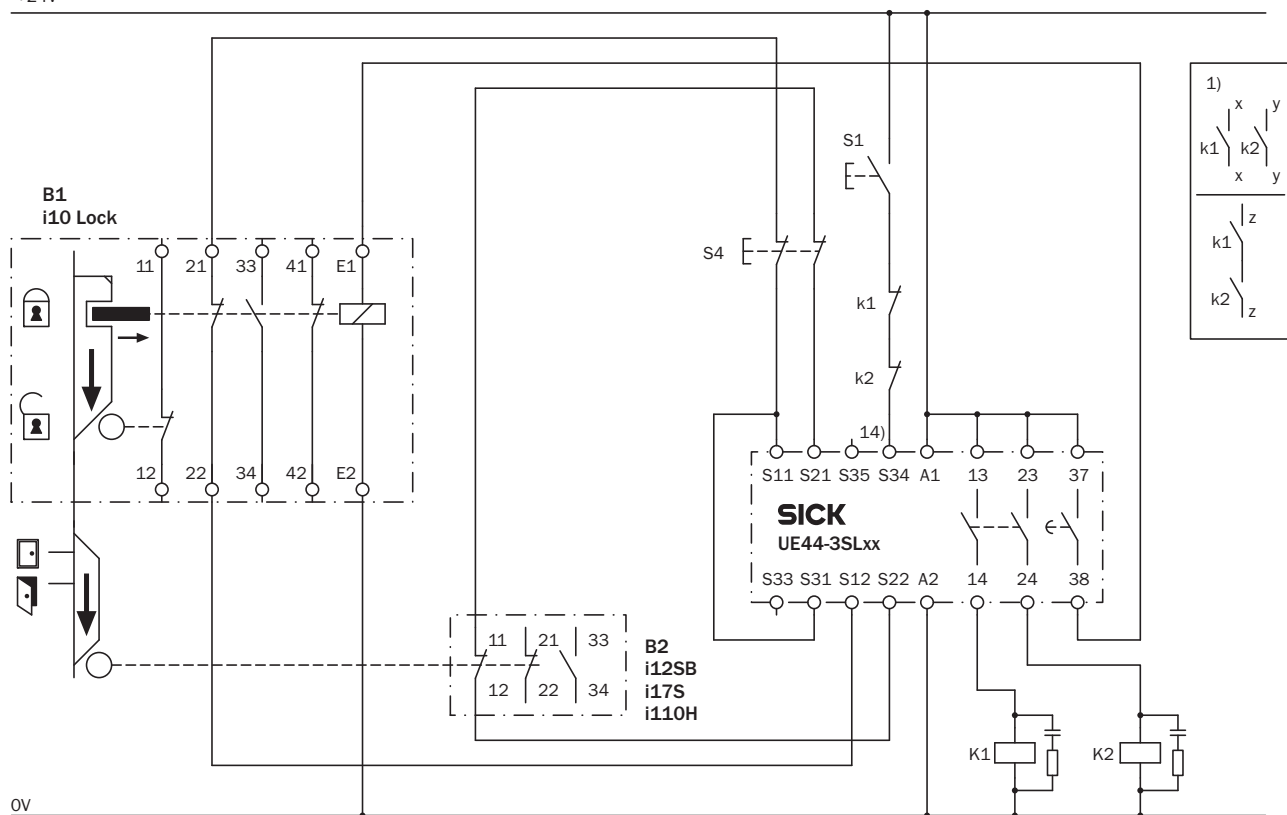 1)
x y
k1 k2
x y
z
k1
k2
z
S1
B1
i10 Lock
11 21 33 41 E1
S4
k1
k2
14)
12 22 34 42 E2
S11 S21 S35 S34 A1 13 23 37
SICK
UE44-3SLxx
S33 S31 S12 S22 A2 14 24 38
11 21 33
12 22 34
B2
i12SB
i17S
i110H
K1 K2
0V